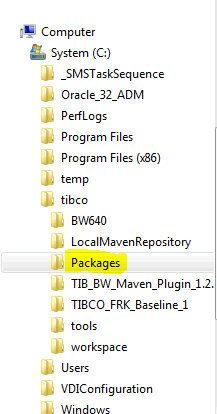 Computer
System (C:)
_SMSTaskSequence
Oracle_32_ADM
PerfLogs
Program Files
Program Files (x86)
temp
tibco
BW640
LocalMavenRepository
Packages
TIB_BW_Maven_Plugin_1.2.
TIBCO_FRK_Baseline_1
tools
workspace
Users
VDIConfiguration
Windows